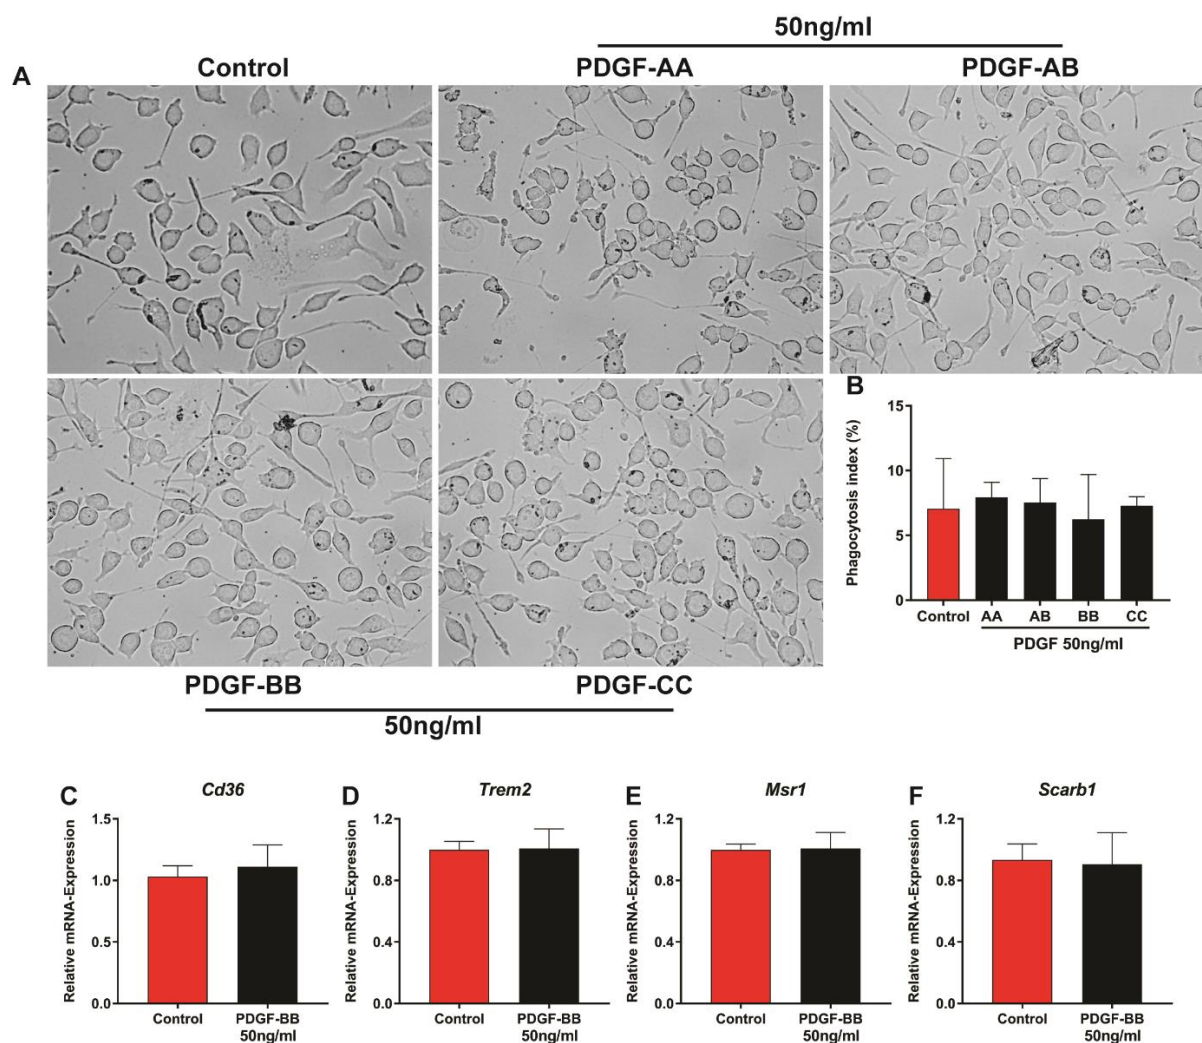 50ng/ml
A
Control
PDGF-AA
PDGF-AB
B
Phagocytosis index (%)
15
10
5
0
Control
AA
AB
BB
CC
PDGF 50ng/ml
PDGF-BB
PDGF-CC
50ng/ml
C
Cd36
Relative mRNA-Expression
1.5
1.0
0.5
0.0
Control
PDGF-BB
50ng/ml
D
Trem2
Relative mRNA-Expression
1.2
0.8
0.4
0.0
Control
PDGF-BB
50ng/ml
E
Msr1
Relative mRNA-Expression
1.2
0.8
0.4
0.0
Control
PDGF-BB
50ng/ml
F
Scarb1
Relative mRNA-Expression
1.2
0.8
0.4
0.0
Control
PDGF-BB
50ng/ml